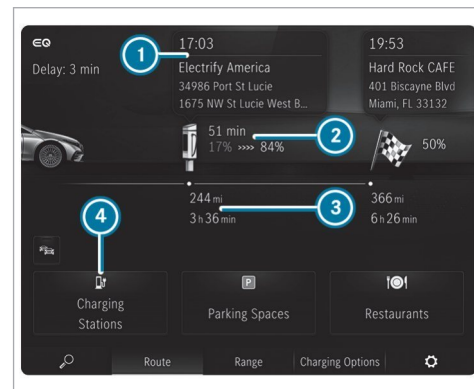 EQ
Delay: 3 min
1
17:03
Electrify America
34986 Port St Lucie
1675 NW St Lucie West B...
19:53
Hard Rock CAFE
401 Biscayne Blvd
Miami, FL 33132
51 min
17% »»» 84%
2
50%
244 mi
3 h 36 min
3
366 mi
6 h 26 min
4
Charging
Stations
P
Parking Spaces
Restaurants
Route
Range
Charging Options